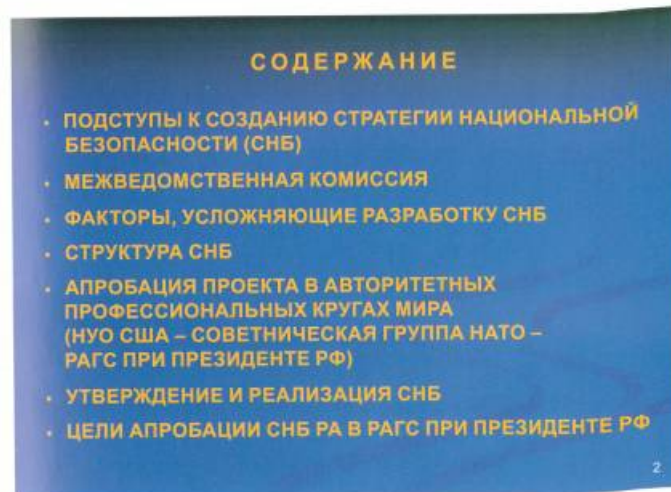 СОДЕРЖАНИЕ
• ПОДСТУПЫ К СОЗДАНИЮ СТРАТЕГИИ НАЦИОНАЛЬНОЙ
БЕЗОПАСНОСТИ (СНБ)
• МЕЖВЕДОМСТВЕННАЯ КОМИССИЯ
• ФАКТОРЫ, УСЛОЖНЯЮЩИЕ РАЗРАБОТКУ СНБ
• СТРУКТУРА СНБ
• АПРОБАЦИЯ ПРОЕКТА В АВТОРИТЕТНЫХ
ПРОФЕССИОНАЛЬНЫХ КРУГАХ МИРА
(НУО США – СОВЕТНИЧЕСКАЯ ГРУППА НАТО –
РАГС ПРИ ПРЕЗИДЕНТЕ РФ)
• УТВЕРЖДЕНИЕ И РЕАЛИЗАЦИЯ СНБ
• ЦЕЛИ АПРОБАЦИИ СНБ РА В РАГС ПРИ ПРЕЗИДЕНТЕ РФ
2